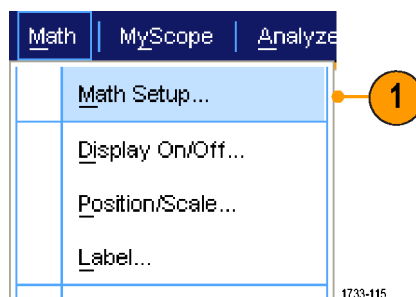 Math | MyScope | Analyze
Math Setup...
1
Display On/Off...
Position/Scale...
Label...
1733-115